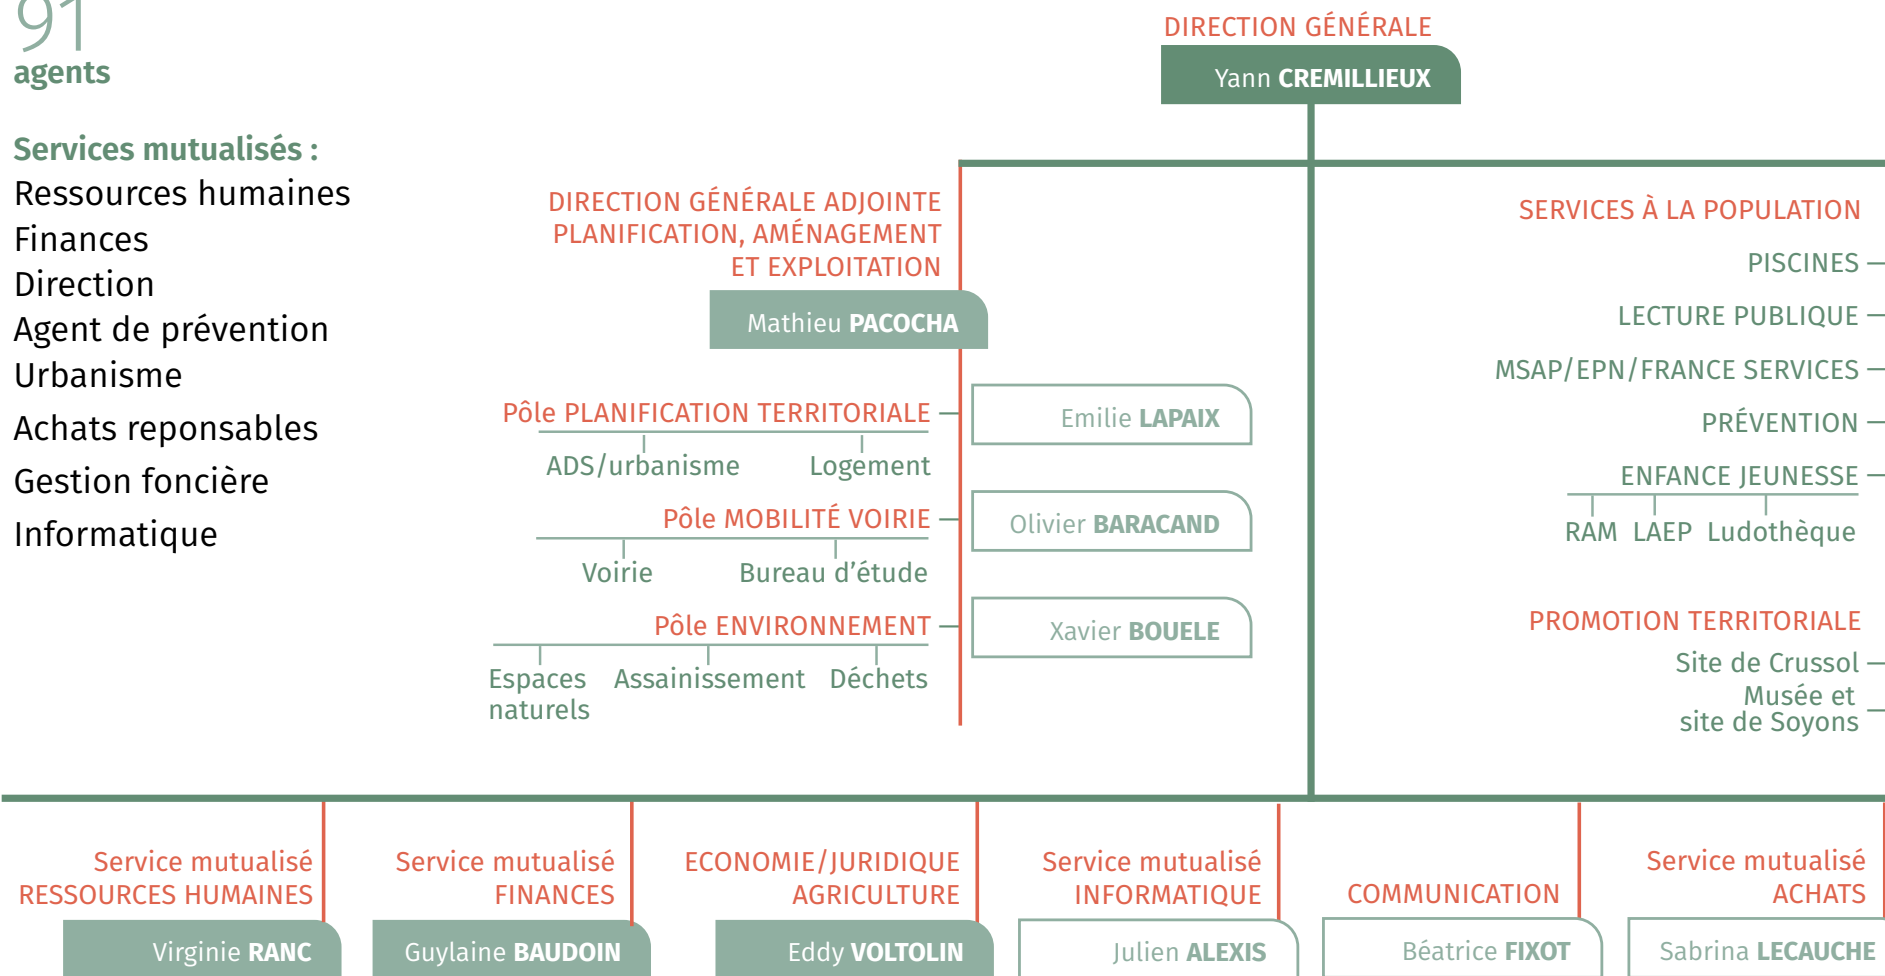 91
agents
Services mutualisés :
Ressources humaines
Finances
Direction
Agent de prévention
Urbanisme
Achats reponsables
Gestion foncière
Informatique
DIRECTION GÉNÉRALE
Yann CREMILLIEUX
DIRECTION GÉNÉRALE ADJOINTE
PLANIFICATION, AMÉNAGEMENT
ET EXPLOITATION
Mathieu PACOCHA
Pôle PLANIFICATION TERRITORIALE
Emilie LAPAIX
ADS/urbanisme Logement
Pôle MOBILITÉ VOIRIE
Olivier BARACAND
Voirie Bureau d'étude
Pôle ENVIRONNEMENT
Xavier BOUELE
Espaces naturels
Assainissement Déchets
SERVICES À LA POPULATION
PISCINES
LECTURE PUBLIQUE
MSAP/EPN/FRANCE SERVICES
PRÉVENTION
ENFANCE JEUNESSE
RAM LAEP Ludothèque
PROMOTION TERRITORIALE
Site de Crussol
Musée et
site de Soyons
Service mutualisé
RESSOURCES HUMAINES
Virginie RANC
Service mutualisé
FINANCES
Guylaine BAUDOIN
ECONOMIE/JURIDIQUE
AGRICULTURE
Eddy VOLTOLIN
Service mutualisé
INFORMATIQUE
Julien ALEXIS
COMMUNICATION
Béatrice FIXOT
Service mutualisé
ACHATS
Sabrina LECAUCHE